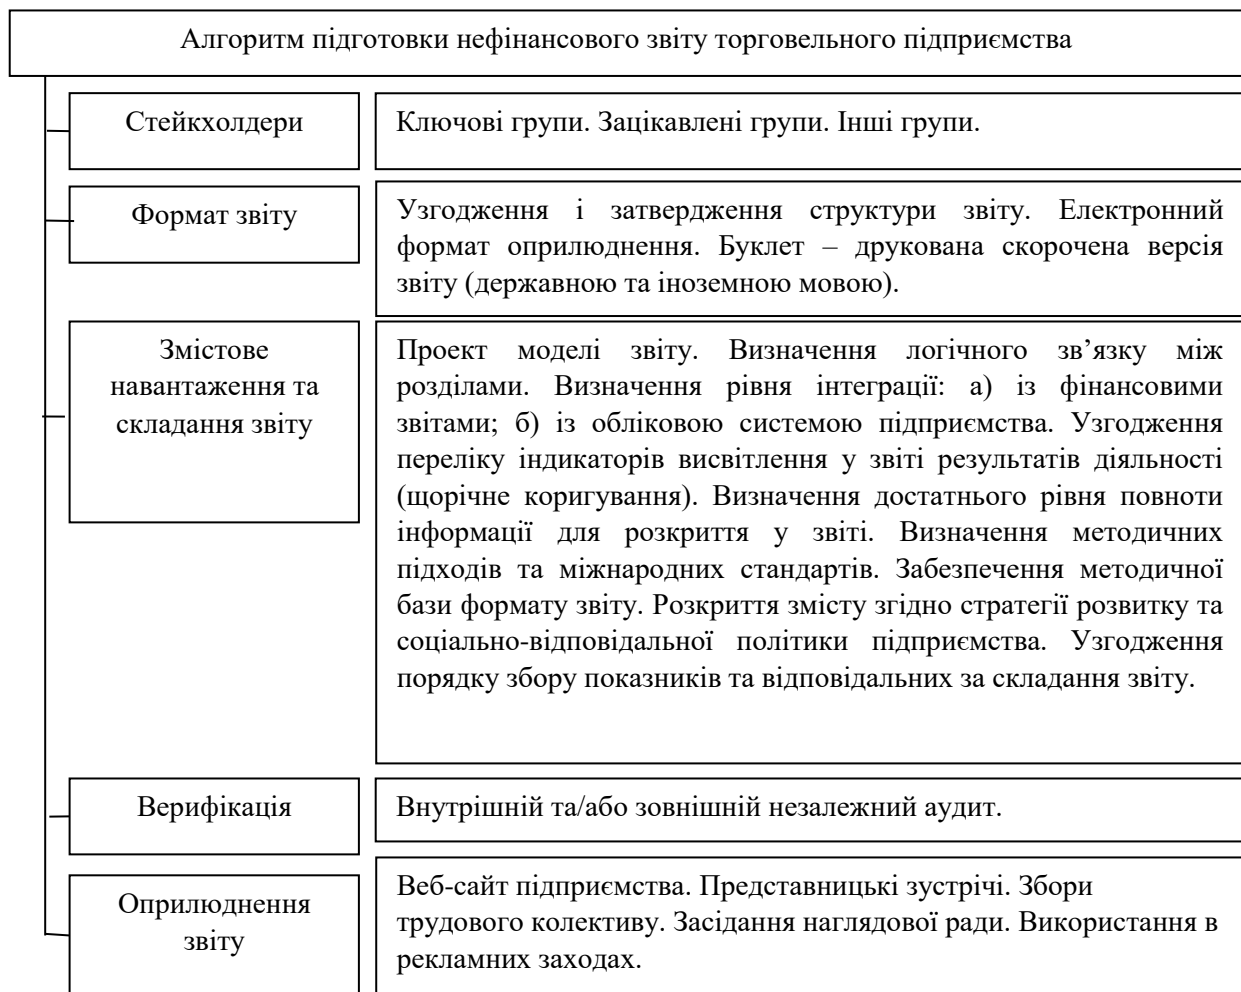 Алгоритм підготовки нефінансового звіту торговельного підприємства
Стейкхолдери
Ключові групи. Зацікавлені групи. Інші групи.
Формат звіту
Узгодження і затвердження структури звіту. Електронний
формат оприлюднення. Буклет – друкована скорочена версія
звіту (державною та іноземною мовою).
Змістове
навантаження та
складання звіту
Проект моделі звіту. Визначення логічного зв’язку між
розділами. Визначення рівня інтеграції: а) із фінансовими
звітами; б) із обліковою системою підприємства. Узгодження
переліку індикаторів висвітлення у звіті результатів діяльності
(щорічне коригування). Визначення достатнього рівня повноти
інформації для розкриття у звіті. Визначення методичних
підходів та міжнародних стандартів. Забезпечення методичної
бази формату звіту. Розкриття змісту згідно стратегії розвитку та
соціально-відповідальної політики підприємства. Узгодження
порядку збору показників та відповідальних за складання звіту.
Верифікація
Внутрішній та/або зовнішній незалежний аудит.
Оприлюднення
звіту
Веб-сайт підприємства. Представницькі зустрічі. Збори
трудового колективу. Засідання наглядової ради. Використання в
рекламних заходах.